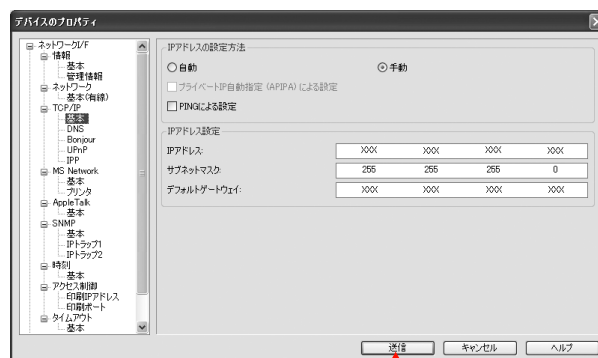 デバイスのプロパティ
ネットワークI/F
情報
基本
管理情報
ネットワーク
基本(有線)
TCP/IP
基本
DNS
Bonjour
UPnP
IPP
MS Network
基本
プリンタ
AppleTalk
基本
SNMP
基本
IPトラップ1
IPトラップ2
時刻
基本
アクセス制御
印刷IPアドレス
印刷ポート
タイムアウト
基本
IPアドレスの設定方法
自動 手動
プライベートIP自動指定 (APIPA) による設定
PINGによる設定
IPアドレス設定
IPアドレス: XXX XXX XXX XXX
サブネットマスク: 255 255 255 0
デフォルトゲートウェイ: XXX XXX XXX XXX
送信 キャンセル ヘルプ